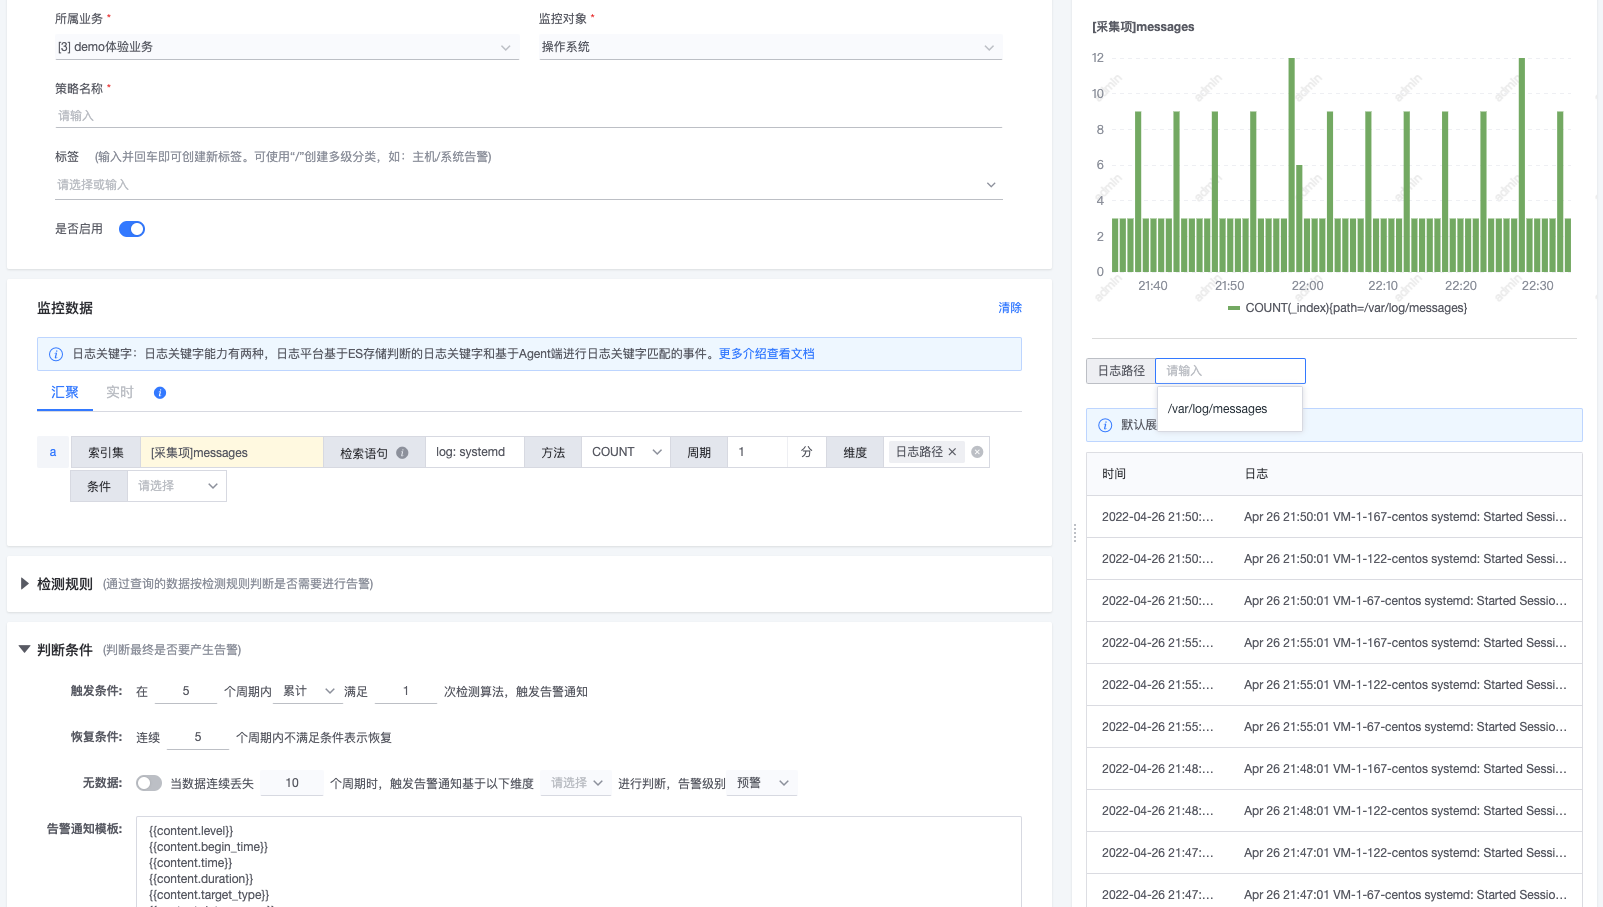 所属业务 *
监控对象 *
[3] demo体验业务
操作系统
策略名称 *
请输入
标签 (输入并回车即可创建新标签。可使用“/”创建多级分类，如：主机/系统告警)
请选择或输入
是否启用
监控数据
清除
日志关键字：日志关键字能力有两种，日志平台基于ES存储判断的日志关键字和基于Agent端进行日志关键字匹配的事件。更多介绍查看文档
汇聚 实时
a 索引集 [采集项]messages 检索语句 log: systemd 方法 COUNT 周期 1 分 维度 日志路径 ×
条件 请选择
检测规则 (通过查询的数据按检测规则判断是否需要进行告警)
判断条件 (判断最终是否要产生告警)
触发条件: 在 5 个周期内 累计 满足 1 次检测算法，触发告警通知
恢复条件: 连续 5 个周期内不满足条件表示恢复
无数据: 当数据连续丢失 10 个周期时，触发告警通知基于以下维度 请选择 进行判断，告警级别 预警
告警通知模板:
{{content.level}}
{{content.begin_time}}
{{content.time}}
{{content.duration}}
{{content.target_type}}
[采集项]messages
12
10
8
6
4
2
0
21:40 21:50 22:00 22:10 22:20 22:30
admin admin admin admin admin
admin admin admin admin admin
admin admin admin admin admin
COUNT(_index){path=/var/log/messages}
日志路径 请输入
/var/log/messages
默认展
时间 日志
2022-04-26 21:50:... Apr 26 21:50:01 VM-1-167-centos systemd: Started Sessi...
2022-04-26 21:50:... Apr 26 21:50:01 VM-1-122-centos systemd: Started Sessi...
2022-04-26 21:50:... Apr 26 21:50:01 VM-1-67-centos systemd: Started Sessio...
2022-04-26 21:55:... Apr 26 21:55:01 VM-1-167-centos systemd: Started Sessi...
2022-04-26 21:55:... Apr 26 21:55:01 VM-1-122-centos systemd: Started Sessi...
2022-04-26 21:55:... Apr 26 21:55:01 VM-1-67-centos systemd: Started Sessio...
2022-04-26 21:48:... Apr 26 21:48:01 VM-1-167-centos systemd: Started Sessi...
2022-04-26 21:48:... Apr 26 21:48:01 VM-1-122-centos systemd: Started Sessi...
2022-04-26 21:47:... Apr 26 21:47:01 VM-1-122-centos systemd: Started Sessi...
2022-04-26 21:47:... Apr 26 21:47:01 VM-1-67-centos systemd: Started Sessio...